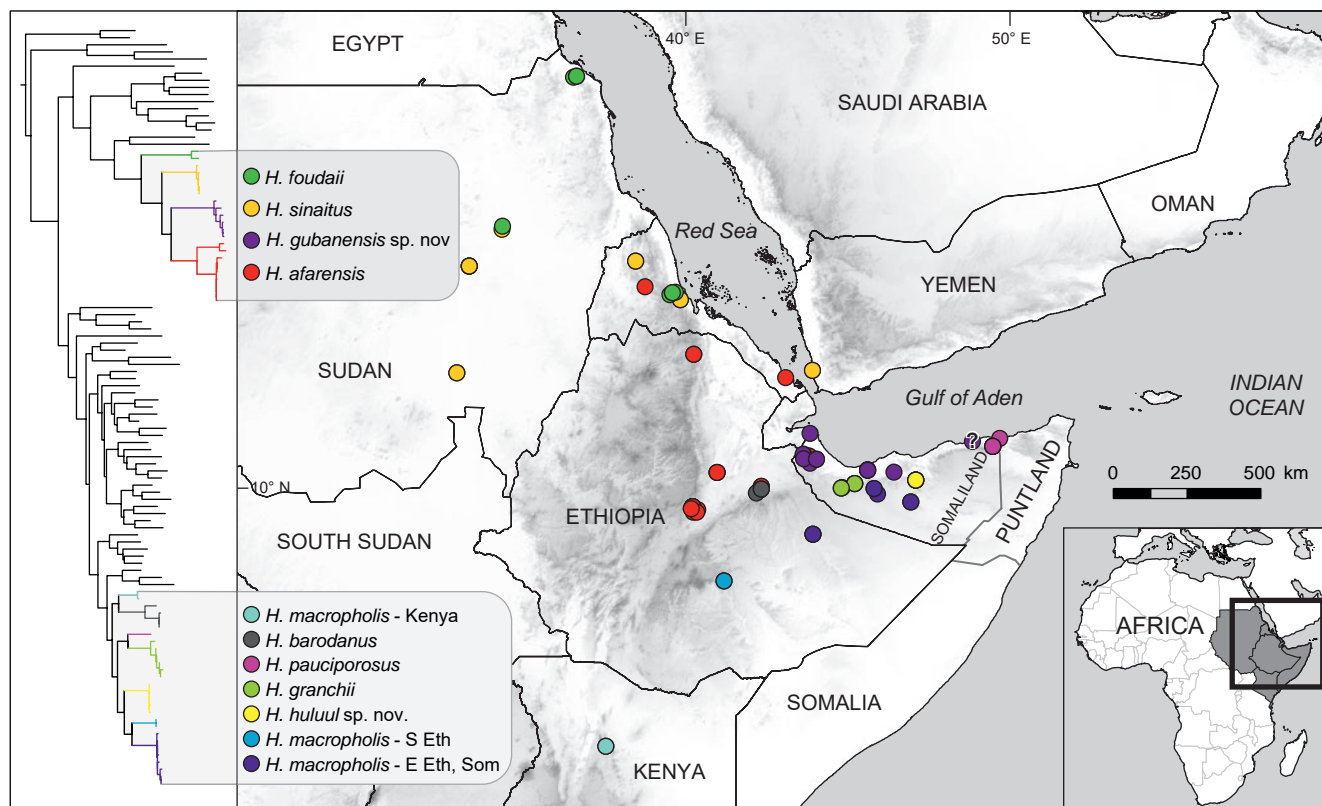 40° E
50° E
EGYPT
SAUDI ARABIA
OMAN
H. foudaii
H. sinaitus
H. gubanensis sp. nov
H. afarensis
Red Sea
YEMEN
SUDAN
Gulf of Aden
INDIAN
OCEAN
?
10° N
ETHIOPIA
SOMALILAND
PUNTLAND
0 250 500 km
SOUTH SUDAN
AFRICA
H. macropholis - Kenya
H. barodanus
H. pauciporosus
H. granchii
H. huluul sp. nov.
H. macropholis - S Eth
H. macropholis - E Eth, Som
SOMALIA
KENYA